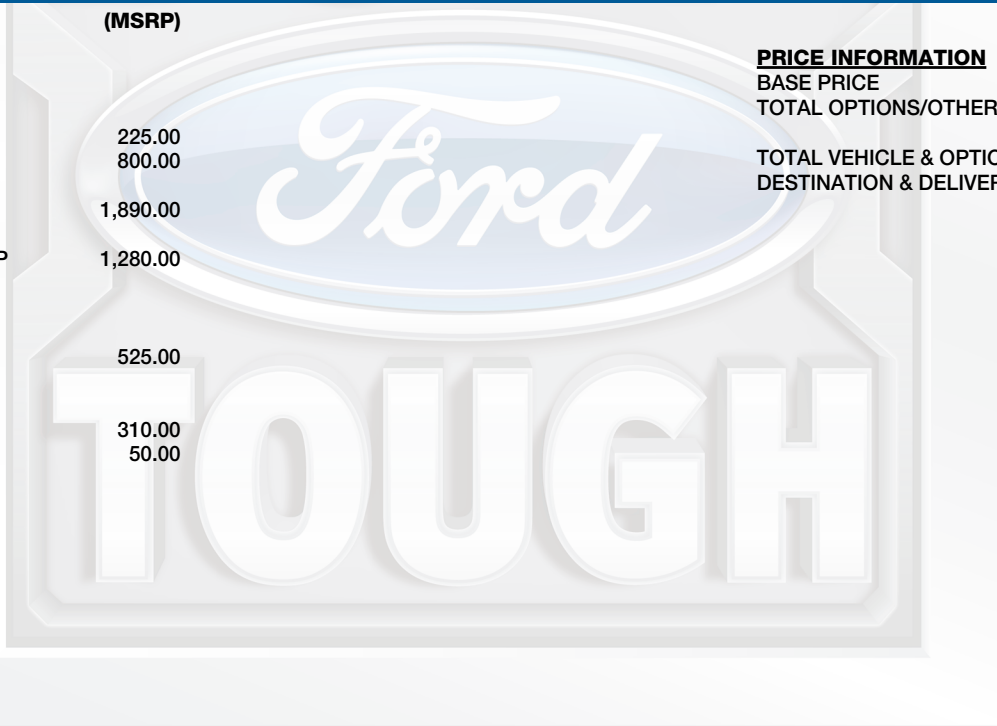 (MSRP)
225.00
800.00
1,890.00
1,280.00
525.00
310.00
50.00
PRICE INFORMATION
BASE PRICE
TOTAL OPTIONS/OTHER
TOTAL VEHICLE & OPTIO
DESTINATION & DELIVER
Ford
TOUGH